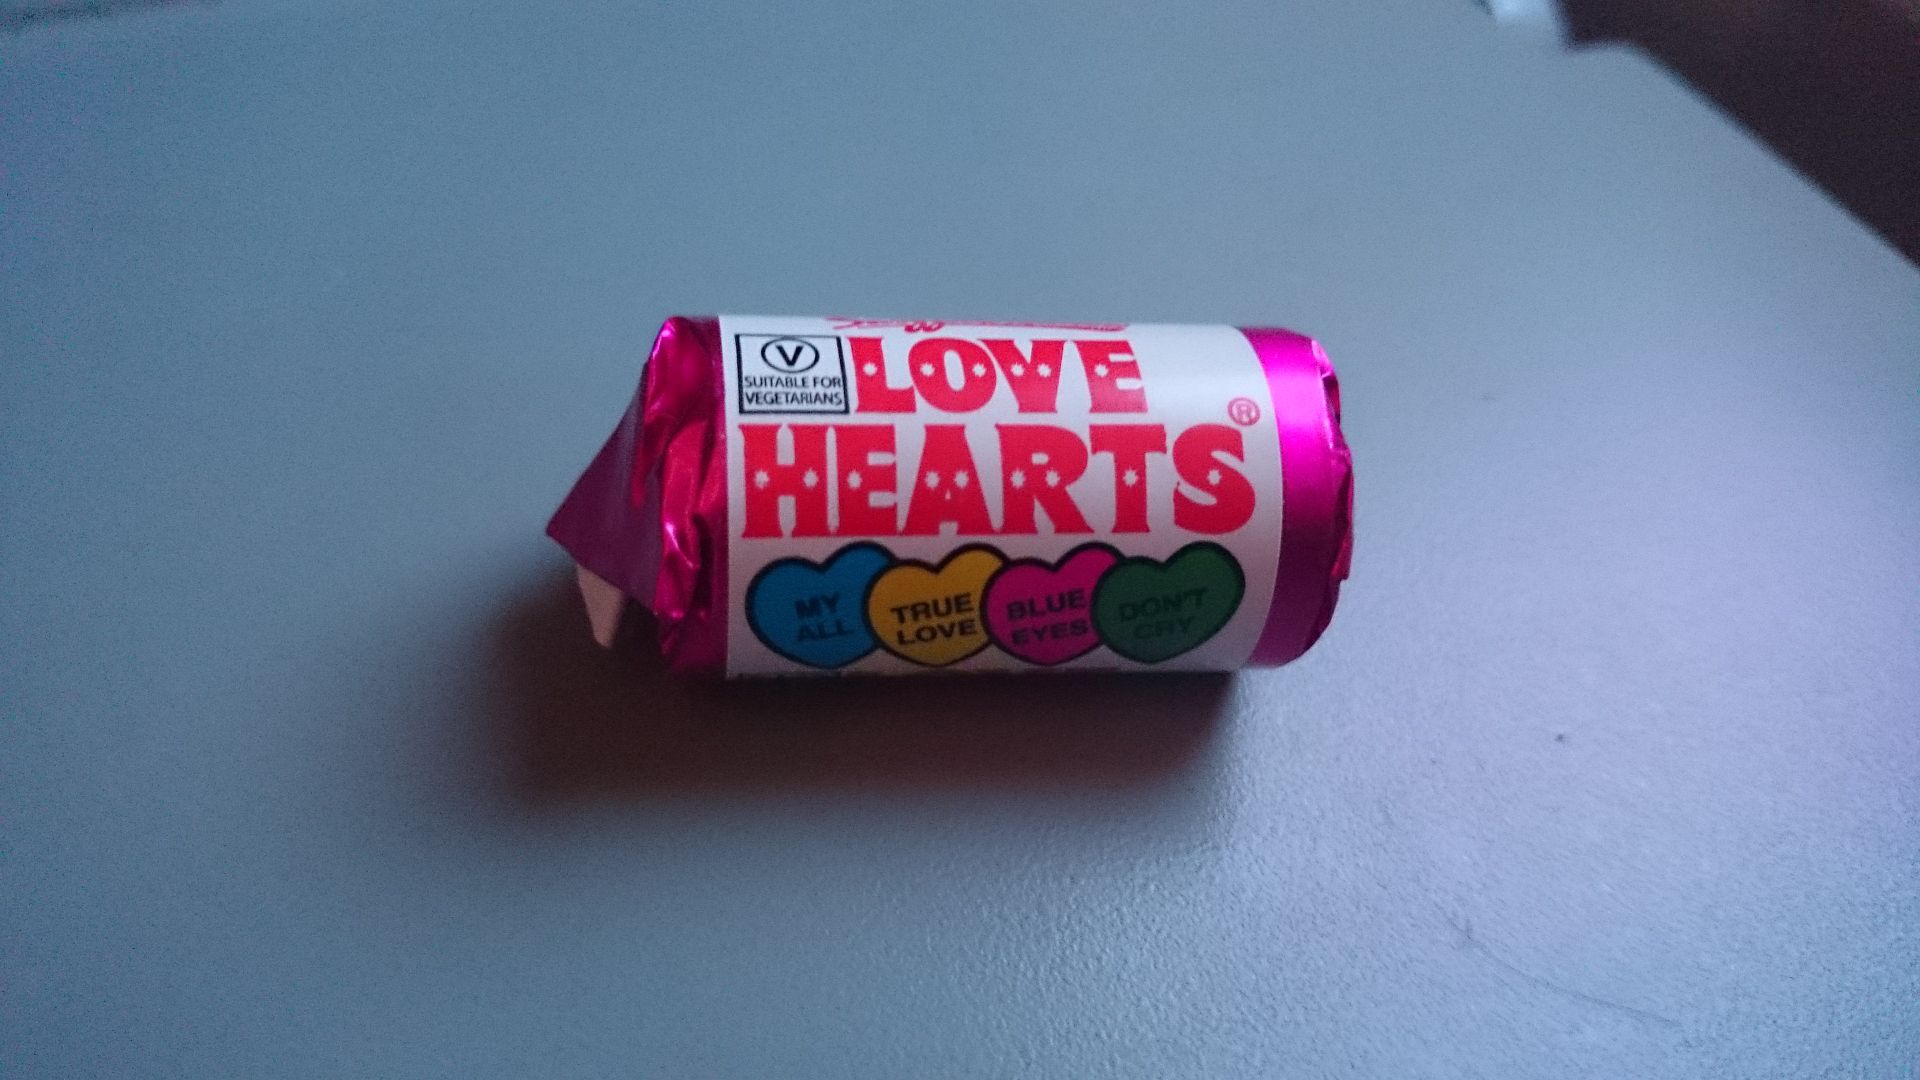 V
SUITABLE FOR
VEGETARIANS
LOVE
HEARTS®
MY
ALL
TRUE
LOVE
BLUE
EYES
DON'T
CRY